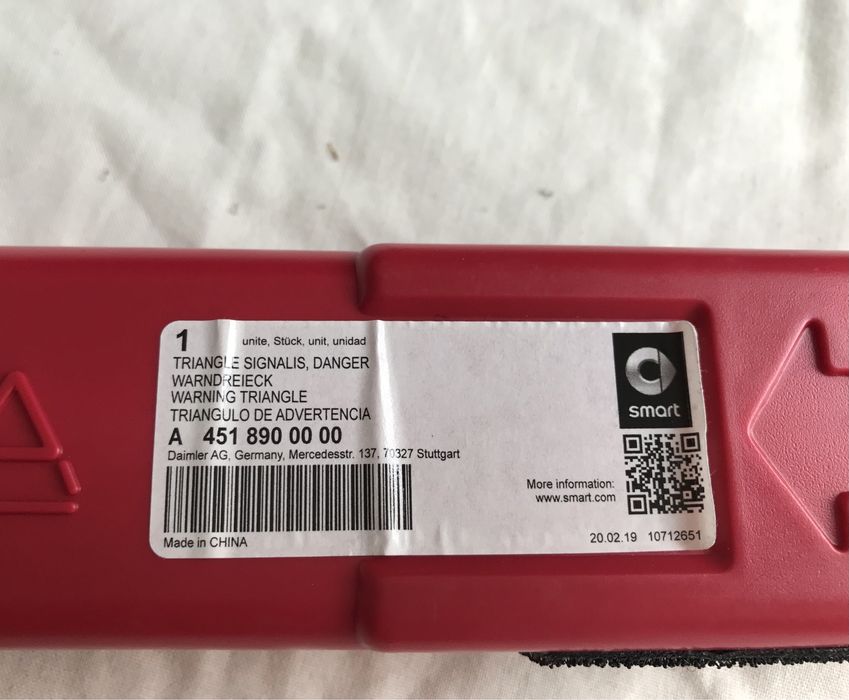 1 unite, Stück, unit, unidad
TRIANGLE SIGNALIS, DANGER
WARNDREIECK
WARNING TRIANGLE
TRIANGULO DE ADVERTENCIA
A 451 890 00 00
Daimler AG, Germany, Mercedesstr. 137, 70327 Stuttgart
Made in CHINA
smart
More information:
www.smart.com
20.02.19 10712651